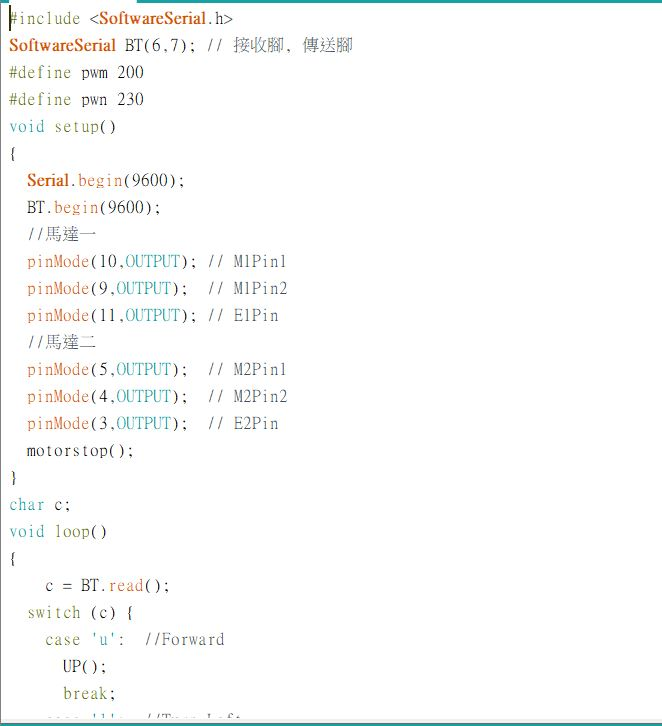 #include <SoftwareSerial.h>
SoftwareSerial BT(6,7); // 接收腳, 傳送腳
#define pwm 200
#define pwn 230
void setup()
{
  Serial.begin(9600);
  BT.begin(9600);
  //馬達一
  pinMode(10,OUTPUT); // M1Pin1
  pinMode(9,OUTPUT);  // M1Pin2
  pinMode(11,OUTPUT); // E1Pin
  //馬達二
  pinMode(5,OUTPUT);  // M2Pin1
  pinMode(4,OUTPUT);  // M2Pin2
  pinMode(3,OUTPUT);  // E2Pin
  motorstop();
}
char c;
void loop()
{
    c = BT.read();
  switch (c) {
    case 'u':  //Forward
      UP();
      break;